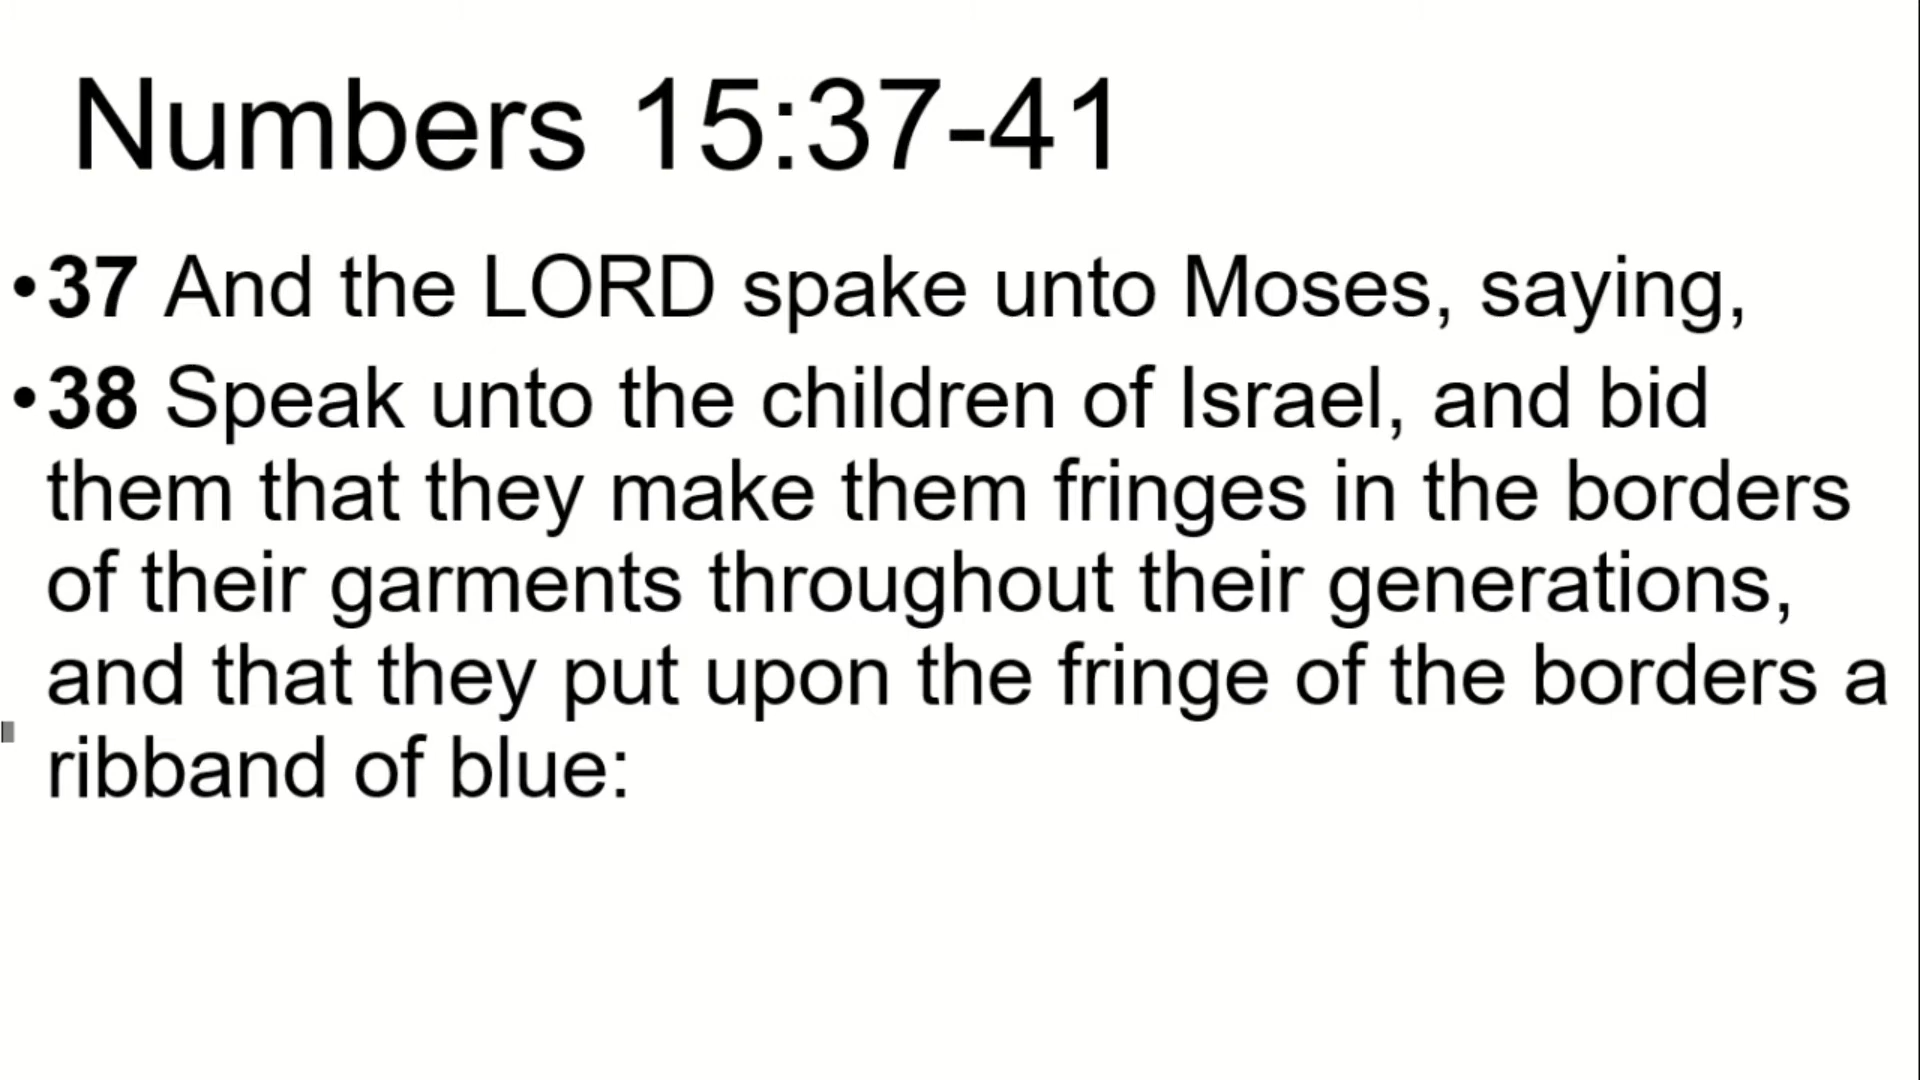 Numbers 15:37-41
•37 And the LORD spake unto Moses, saying,
•38 Speak unto the children of Israel, and bid
them that they make them fringes in the borders
of their garments throughout their generations,
and that they put upon the fringe of the borders a
ribband of blue: